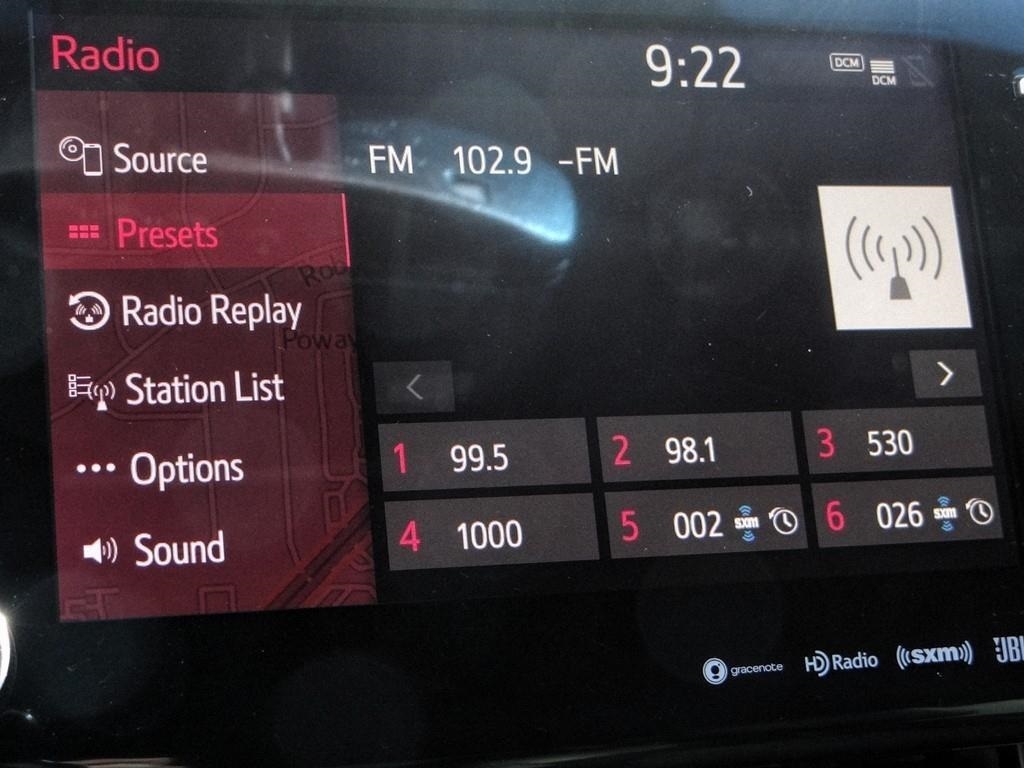 Radio
9:22
DCM
DCM
Source
FM 102.9 -FM
Presets
Radio Replay
Poway
Station List
<
>
1 99.5
2 98.1
3 530
Options
4 1000
5 002 sxm
6 026 sxm
Sound
gracenote
HD Radio
((sxm))